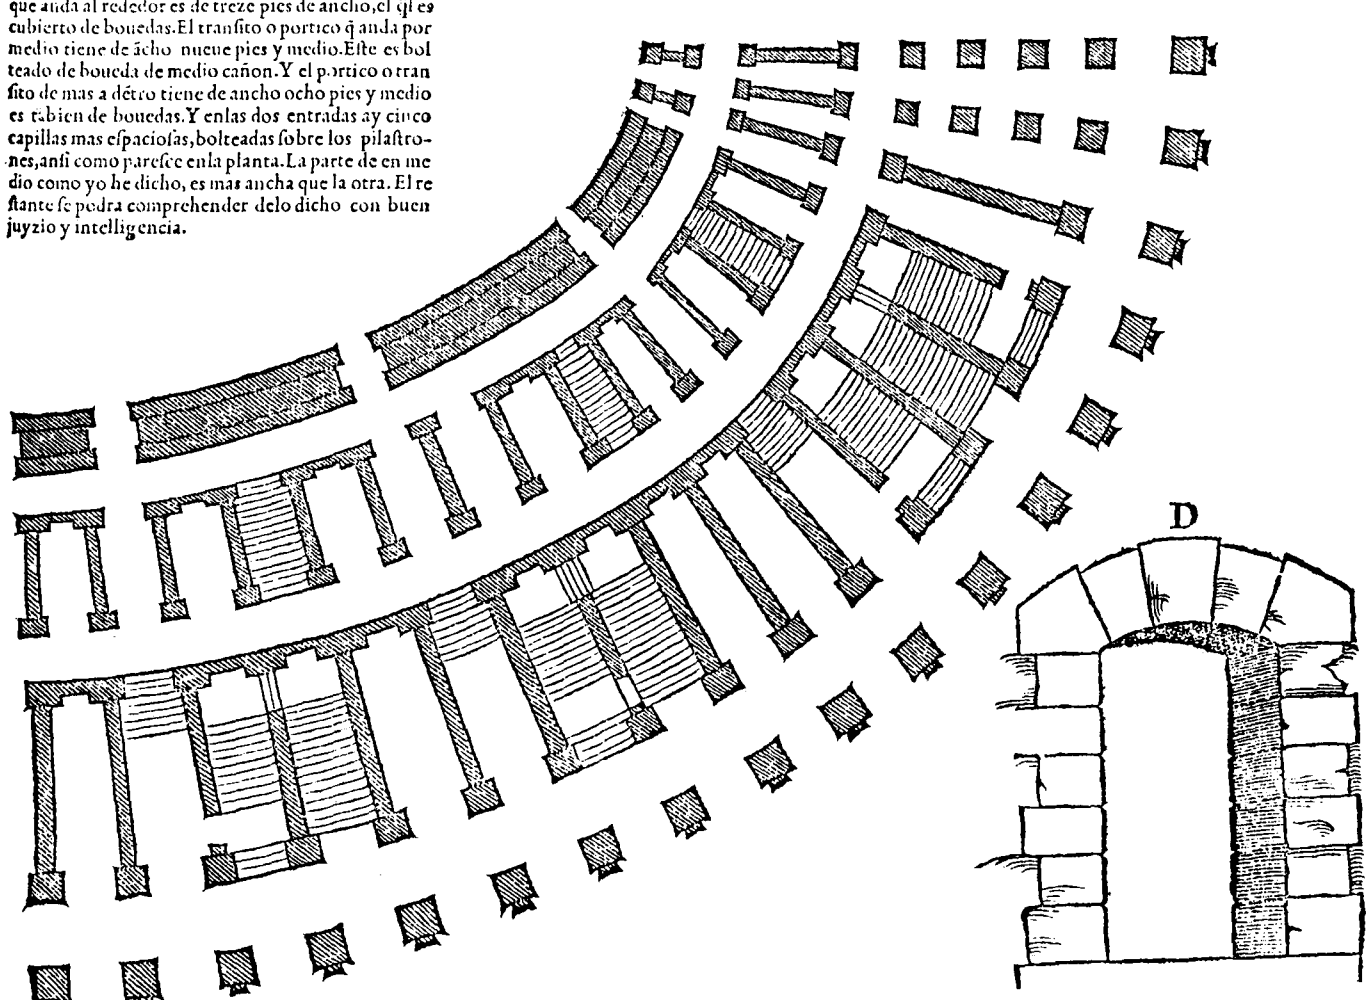 que anda al rededor es de treze pies de ancho, el q̃l es
cubierto de bouedas. El tranſito o portico q̃ anda por
medio tiene de ãcho nueue pies y medio. Eſte es bol
teado de boueda de medio cañon. Y el portico o tran
ſito de mas a dẽtro tiene de ancho ocho pies y medio
es tãbien de bouedas. Y enlas dos entradas ay cinco
capillas mas eſpacioſas, bolteadas ſobre los pilaſtro-
nes, anſi como pareſce enla planta. La parte de en me
dio como yo he dicho, es mas ancha que la otra. El re
ſtante ſe podra comprehender delo dicho con buen
juyzio y intelligencia.
D